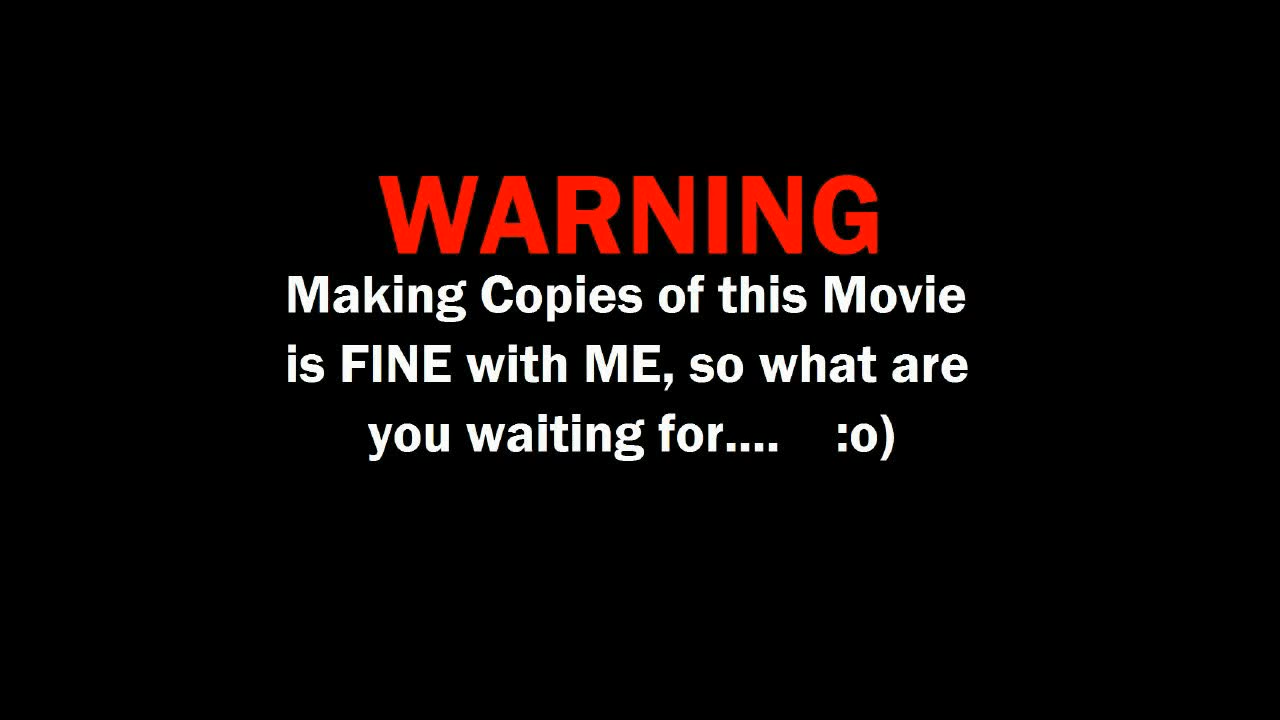 WARNING
Making Copies of this Movie
is FINE with ME, so what are
you waiting for.... :o)